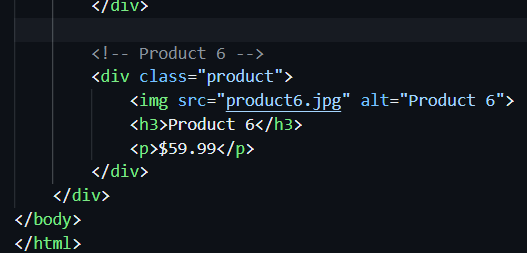 </div>
<!-- Product 6 -->
<div class="product">
<img src="product6.jpg" alt="Product 6">
<h3>Product 6</h3>
<p>$59.99</p>
</div>
</div>
</body>
</html>